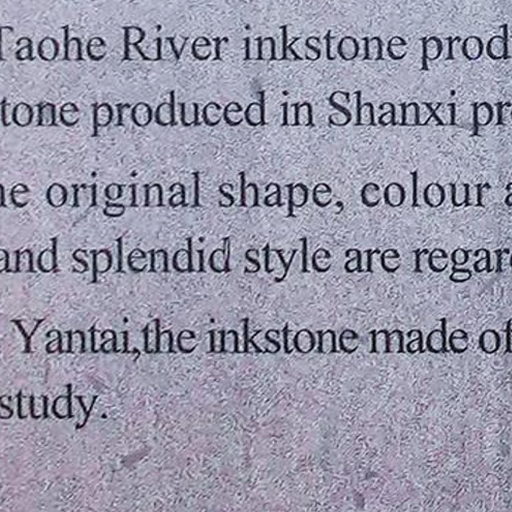 Taohe River inkstone prod
tone produced in Shanxi pr
he original shape, colour a
and splendid style are regar
Yantai,the inkstone made of
study.